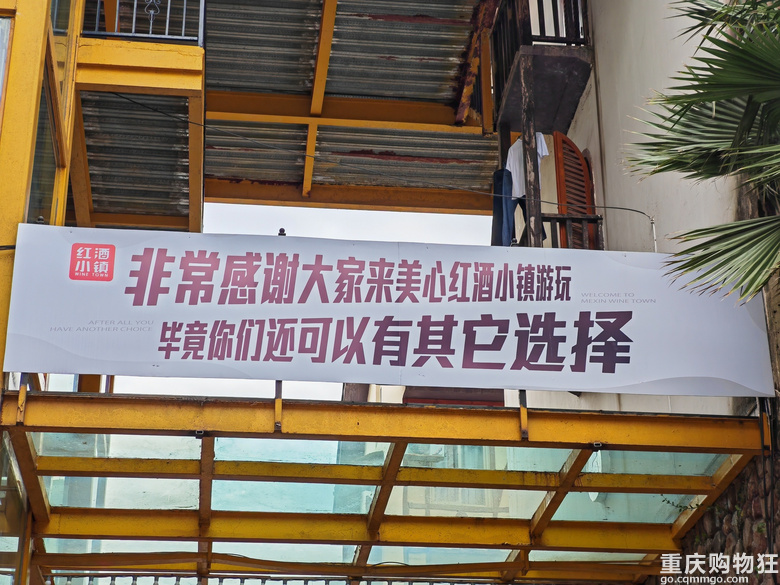 红酒
小镇
WINE TOWN
非常感谢大家来美心红酒小镇游玩
WELCOME TO
MEIXIN WINE TOWN
AFTER ALL YOU
HAVE ANOTHER CHOICE
毕竟你们还可以有其它选择
重庆购物狂
go.cqmmgo.com